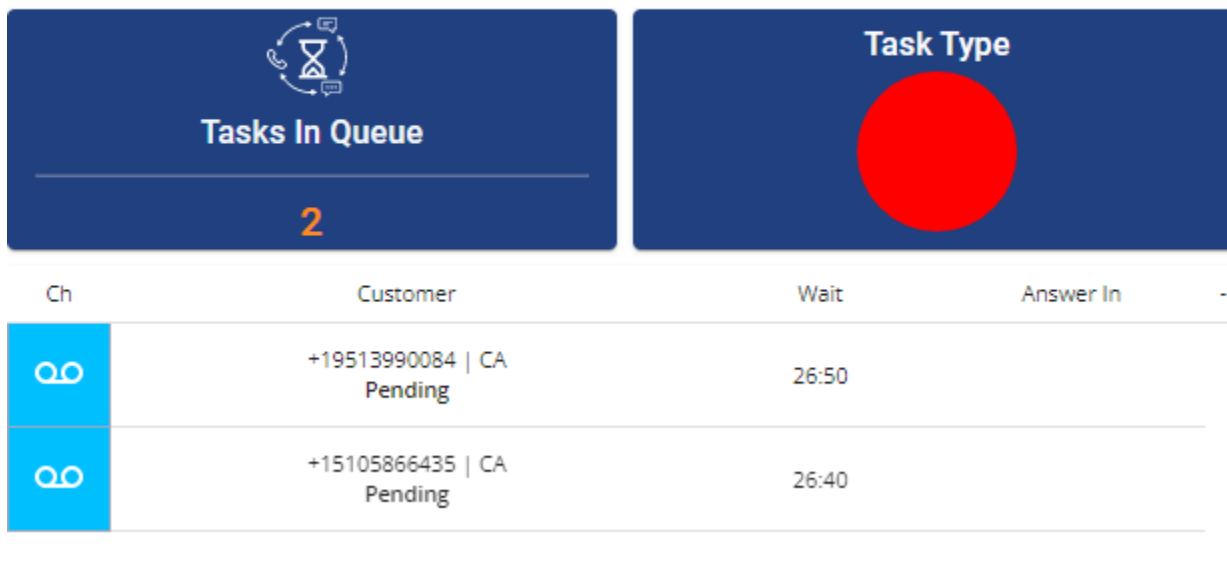 Tasks In Queue
2
Task Type
Ch Customer Wait Answer In -
+19513990084 | CA
Pending
26:50
+15105866435 | CA
Pending
26:40